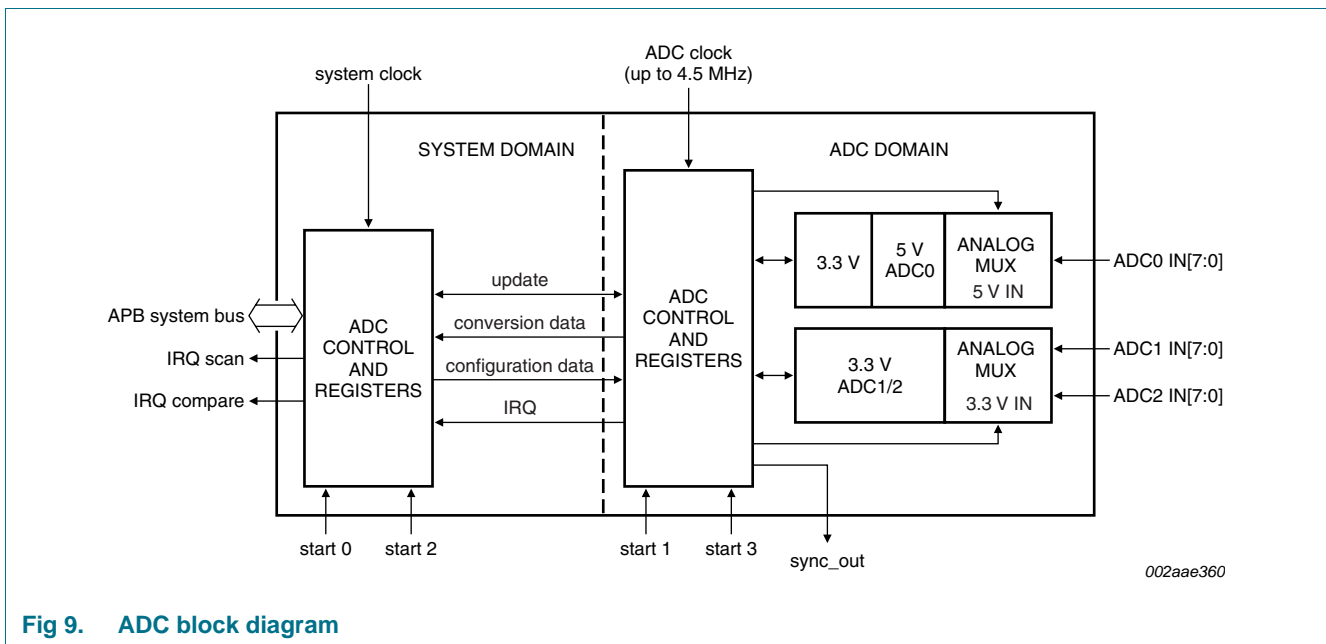 ADC clock
(up to 4.5 MHz)
system clock
SYSTEM DOMAIN
ADC DOMAIN
APB system bus
IRQ scan
IRQ compare
ADC
CONTROL
AND
REGISTERS
update
conversion data
configuration data
IRQ
ADC
CONTROL
AND
REGISTERS
3.3 V
5 V
ADC0
ANALOG
MUX
5 V IN
ADC0 IN[7:0]
3.3 V
ADC1/2
ANALOG
MUX
3.3 V IN
ADC1 IN[7:0]
ADC2 IN[7:0]
start 0
start 2
start 1
start 3
sync_out
002aae360
Fig 9. ADC block diagram